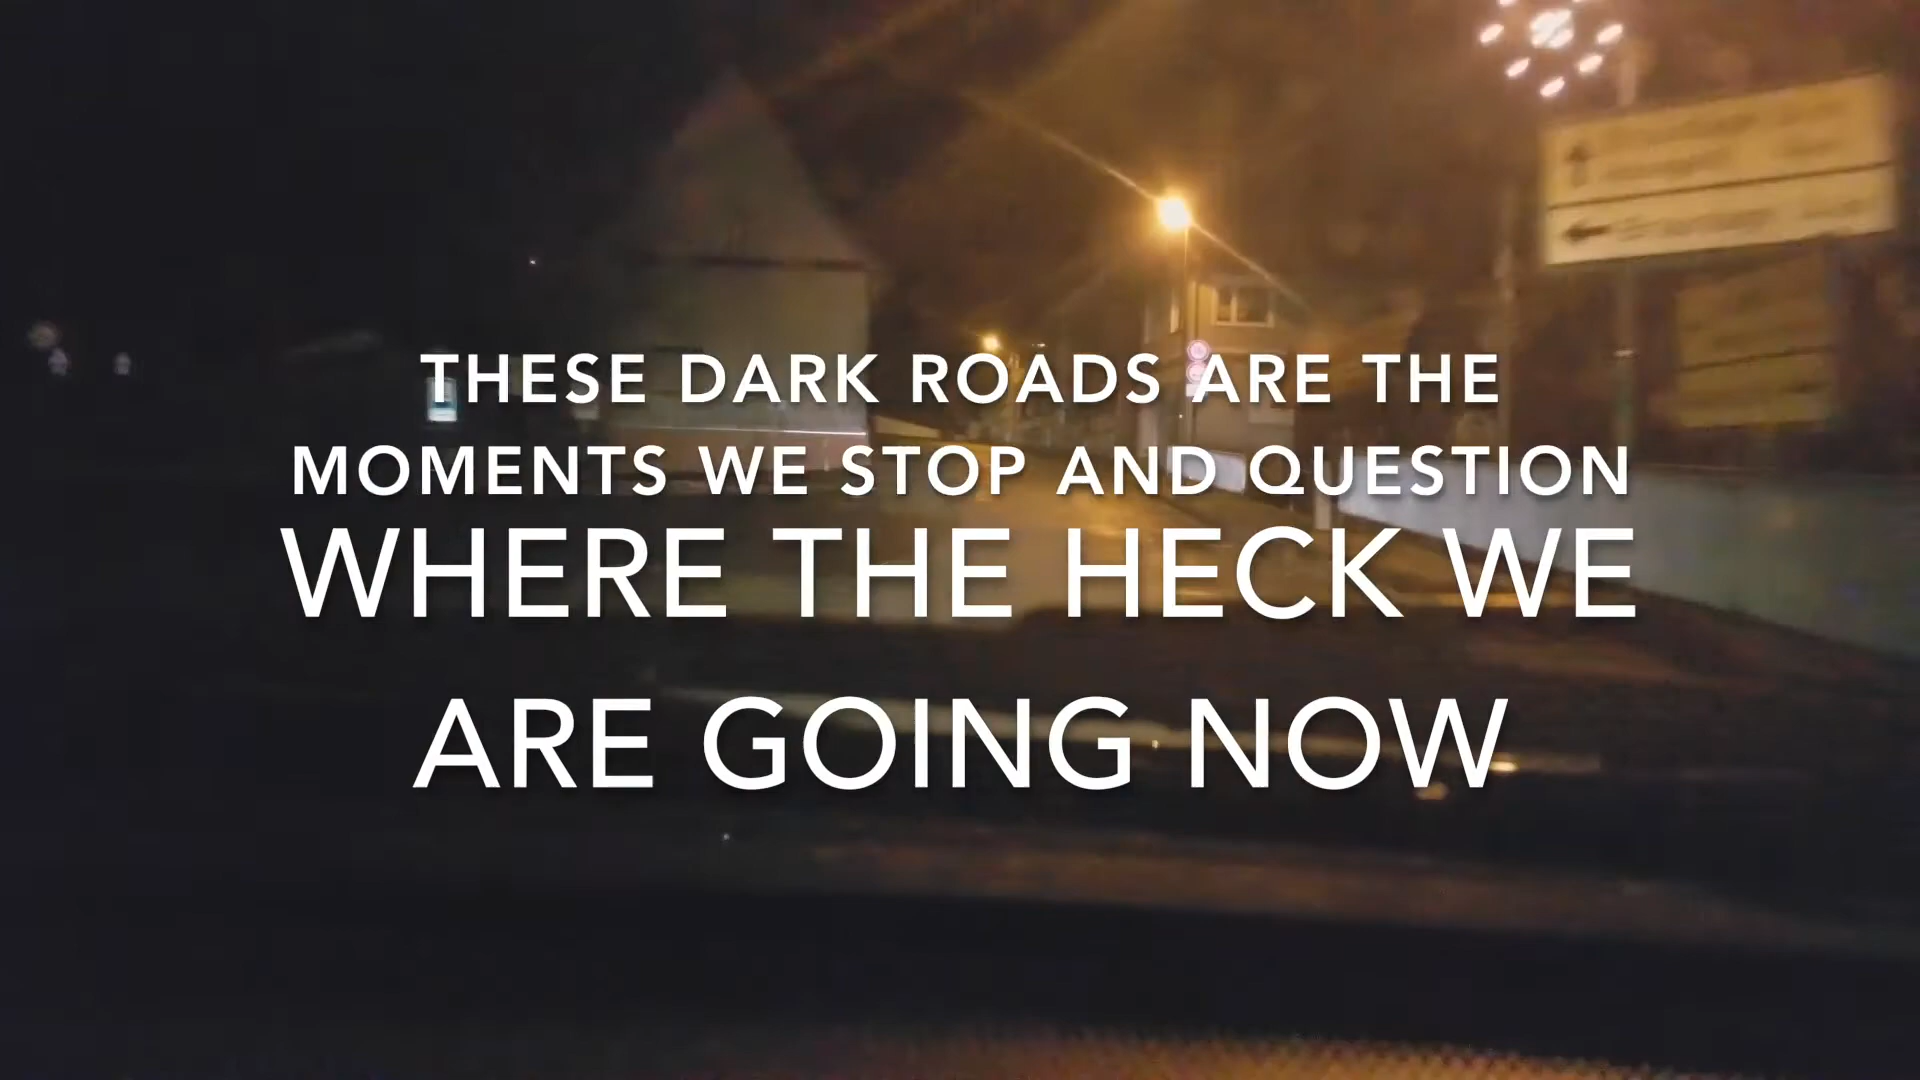 THESE DARK ROADS ARE THE
MOMENTS WE STOP AND QUESTION
WHERE THE HECK WE
ARE GOING NOW